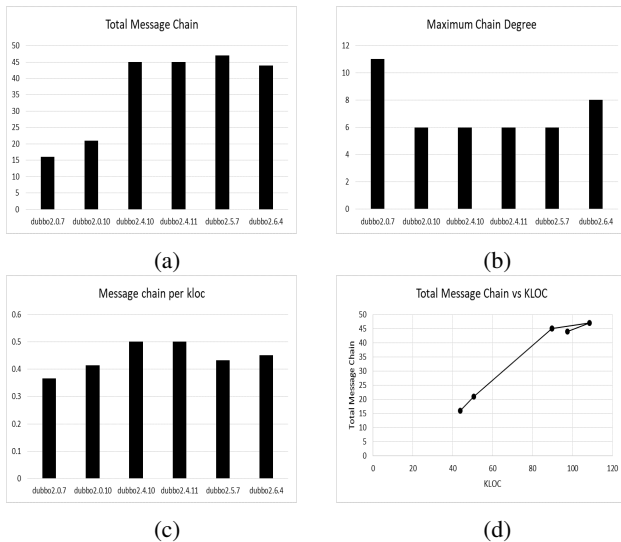 Total Message Chain
50
45
40
35
30
25
20
15
10
5
0
dubbo2.0.7 dubbo2.0.10 dubbo2.4.10 dubbo2.4.11 dubbo2.5.7 dubbo2.6.4
(a)
Maximum Chain Degree
12
10
8
6
4
2
0
dubbo2.0.7 dubbo2.0.10 dubbo2.4.10 dubbo2.4.11 dubbo2.5.7 dubbo2.6.4
(b)
Message chain per kloc
0.6
0.5
0.4
0.3
0.2
0.1
0
dubbo2.0.7 dubbo2.0.10 dubbo2.4.10 dubbo2.4.11 dubbo2.5.7 dubbo2.6.4
(c)
Total Message Chain vs KLOC
Total Message Chain
50
45
40
35
30
25
20
15
10
5
0
0 20 40 60 80 100 120
KLOC
(d)